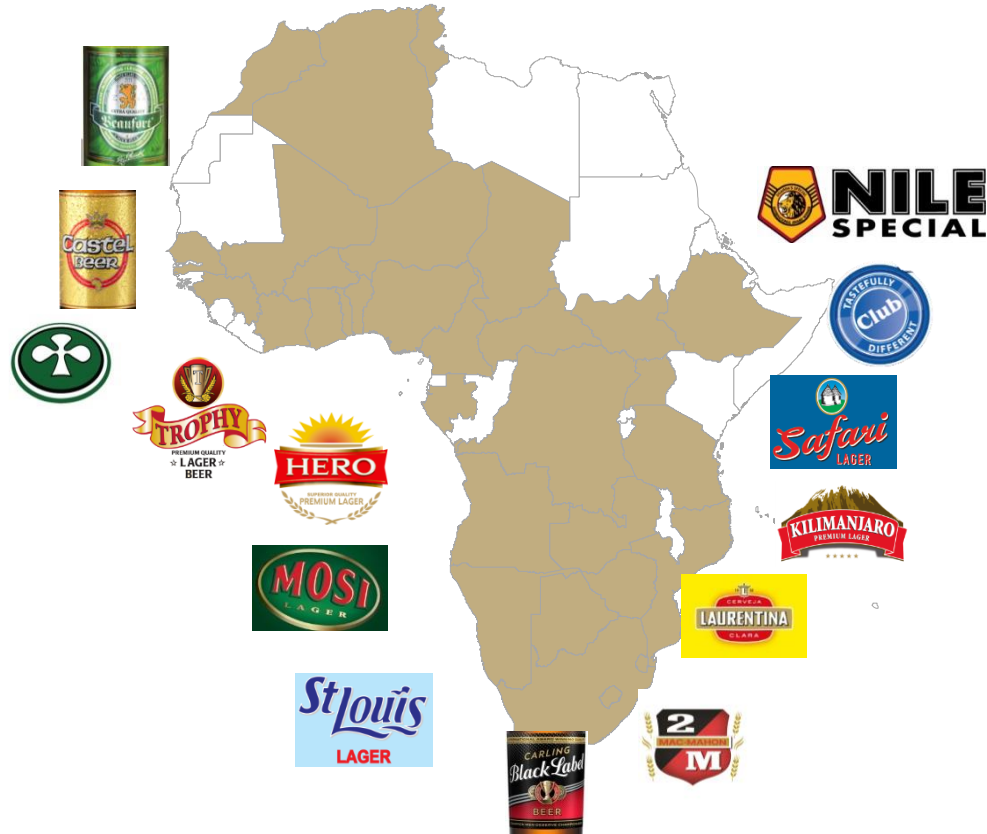 EXTRA QUALITY
Beaufort
Castel
BEER
NILE
SPECIAL
TASTEFULLY
Club
DIFFERENT
T
TROPHY
PREMIUM QUALITY
LAGER
BEER
HERO
SUPERIOR QUALITY
PREMIUM LAGER
Safari
LAGER
KILIMANJARO
PREMIUM LAGER
MOSI
LAGER
CERVEJA
LAURENTINA
CLARA
St Louis
LAGER
CARLING
Black Label
BEER
2
MAC-MAHON
M